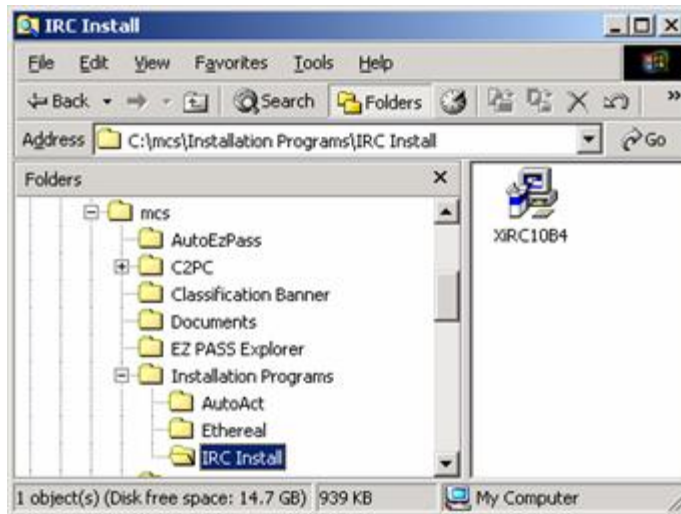 IRC Install
File Edit View Favorites Tools Help
Back Search Folders »
Address C:\mcs\Installation Programs\IRC Install Go
Folders
mcs
AutoEzPass
C2PC
Classification Banner
Documents
EZ PASS Explorer
Installation Programs
AutoAct
Ethereal
IRC Install
XiRC10B4
1 object(s) (Disk free space: 14.7 GB) 939 KB My Computer